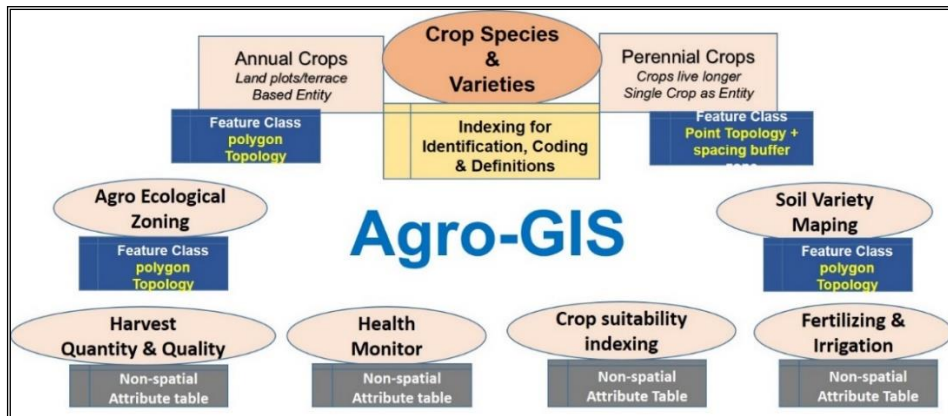 Crop Species
&
Varieties
Annual Crops
Land plots/terrace
Based Entity
Perennial Crops
Crops live longer
Single Crop as Entity
Feature Class
polygon
Topology
Indexing for
Identification, Coding
& Definitions
Feature Class
Point Topology +
spacing buffer
Agro Ecological
Zoning
Feature Class
polygon
Topology
Agro-GIS
Soil Variety
Maping
Feature Class
polygon
Topology
Harvest
Quantity & Quality
Non-spatial
Attribute table
Health
Monitor
Non-spatial
Attribute table
Crop suitability
indexing
Non-spatial
Attribute Table
Fertilizing &
Irrigation
Non-spatial
Attribute Table